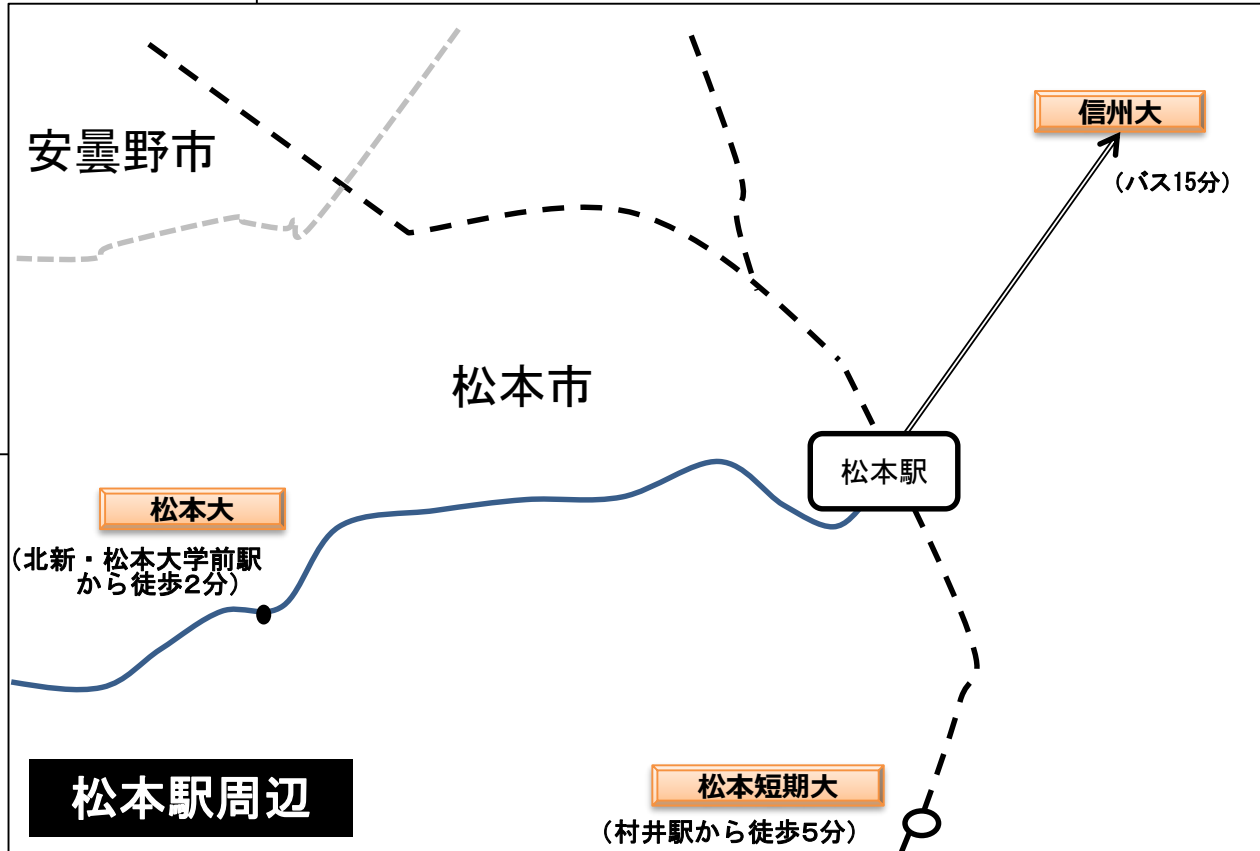 信州大
(バス15分)
安曇野市
松本市
松本駅
松本大
(北新・松本大学前駅
から徒歩2分)
松本短期大
(村井駅から徒歩5分)
松本駅周辺